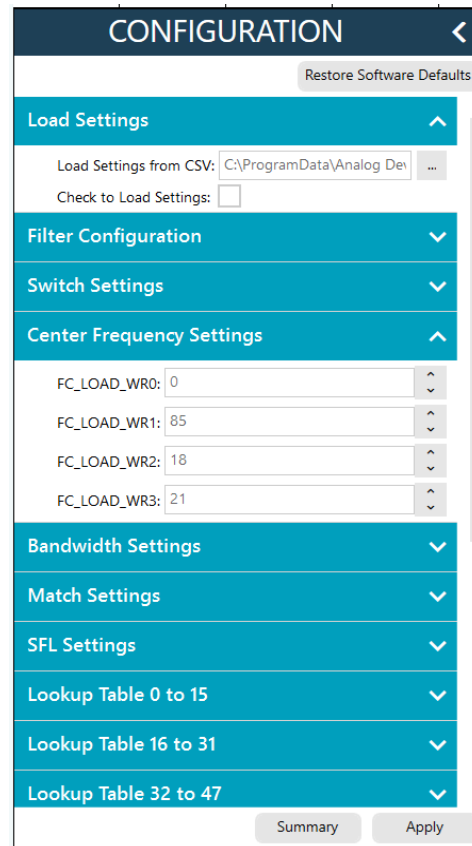 CONFIGURATION
Restore Software Defaults
Load Settings
Load Settings from CSV: C:\ProgramData\Analog Dev ...
Check to Load Settings:
Filter Configuration
Switch Settings
Center Frequency Settings
FC_LOAD_WR0: 0
FC_LOAD_WR1: 85
FC_LOAD_WR2: 18
FC_LOAD_WR3: 21
Bandwidth Settings
Match Settings
SFL Settings
Lookup Table 0 to 15
Lookup Table 16 to 31
Lookup Table 32 to 47
Summary Apply